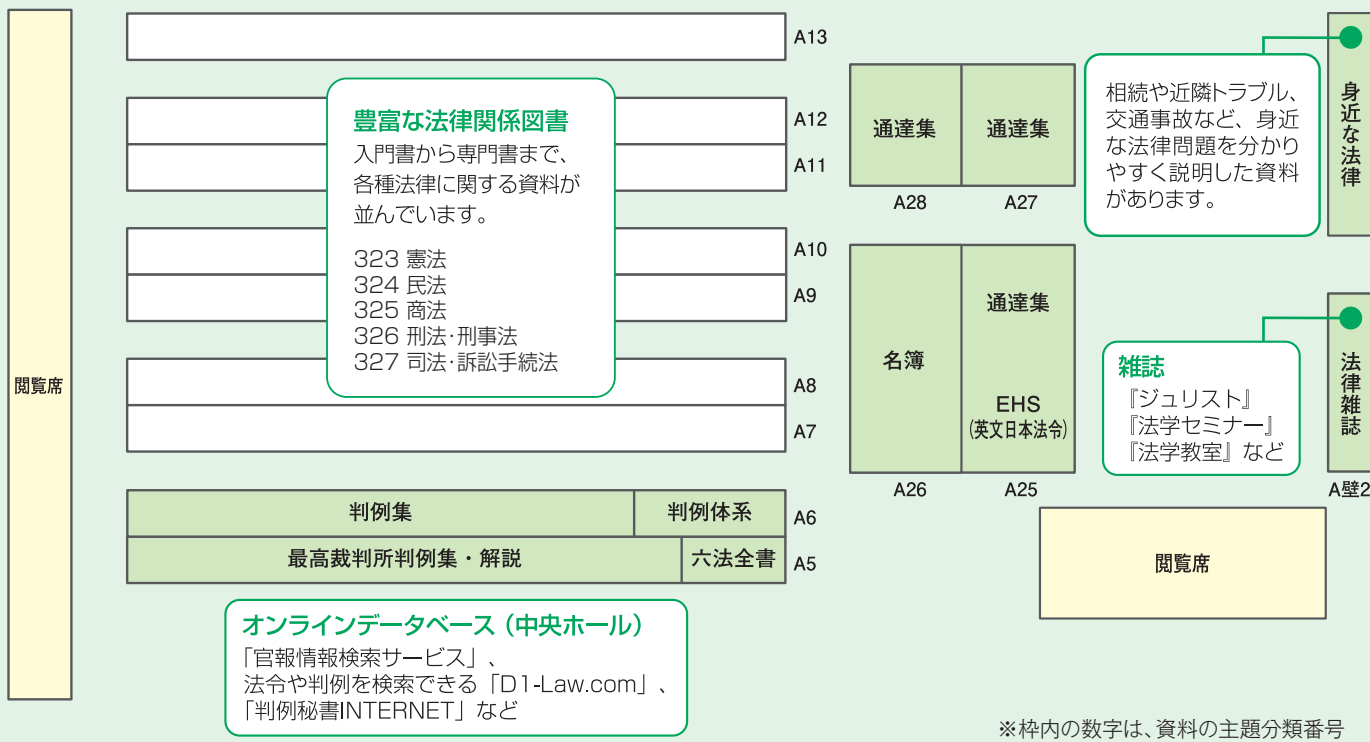 閲覧席
A13
A12
A11
A10
A9
A8
A7
豊富な法律関係図書
入門書から専門書まで、
各種法律に関する資料が
並んでいます。
323 憲法
324 民法
325 商法
326 刑法・刑事法
327 司法・訴訟手続法
判例集
判例体系
A6
最高裁判所判例集・解説
六法全書
A5
オンラインデータベース（中央ホール）
「官報情報検索サービス」、
法令や判例を検索できる「D1-Law.com」、
「判例秘書INTERNET」など
通達集
通達集
A28
A27
名簿
通達集
EHS
(英文日本法令)
A26
A25
相続や近隣トラブル、
交通事故など、身近
な法律問題を分かり
やすく説明した資料
があります。
身近な法律
雑誌
『ジュリスト』
『法学セミナー』
『法学教室』など
法律雑誌
A壁2
閲覧席
※枠内の数字は、資料の主題分類番号